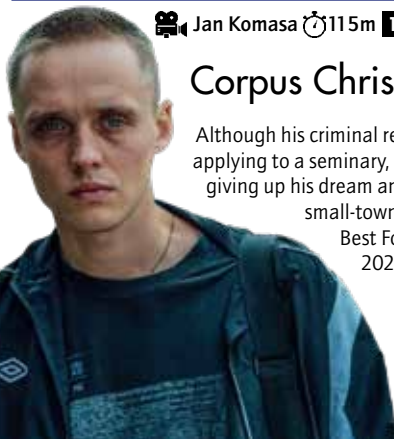 Jan Komasa 115m
Corpus Chris
Although his criminal re
applying to a seminary,
giving up his dream an
small-town
Best Fo
202